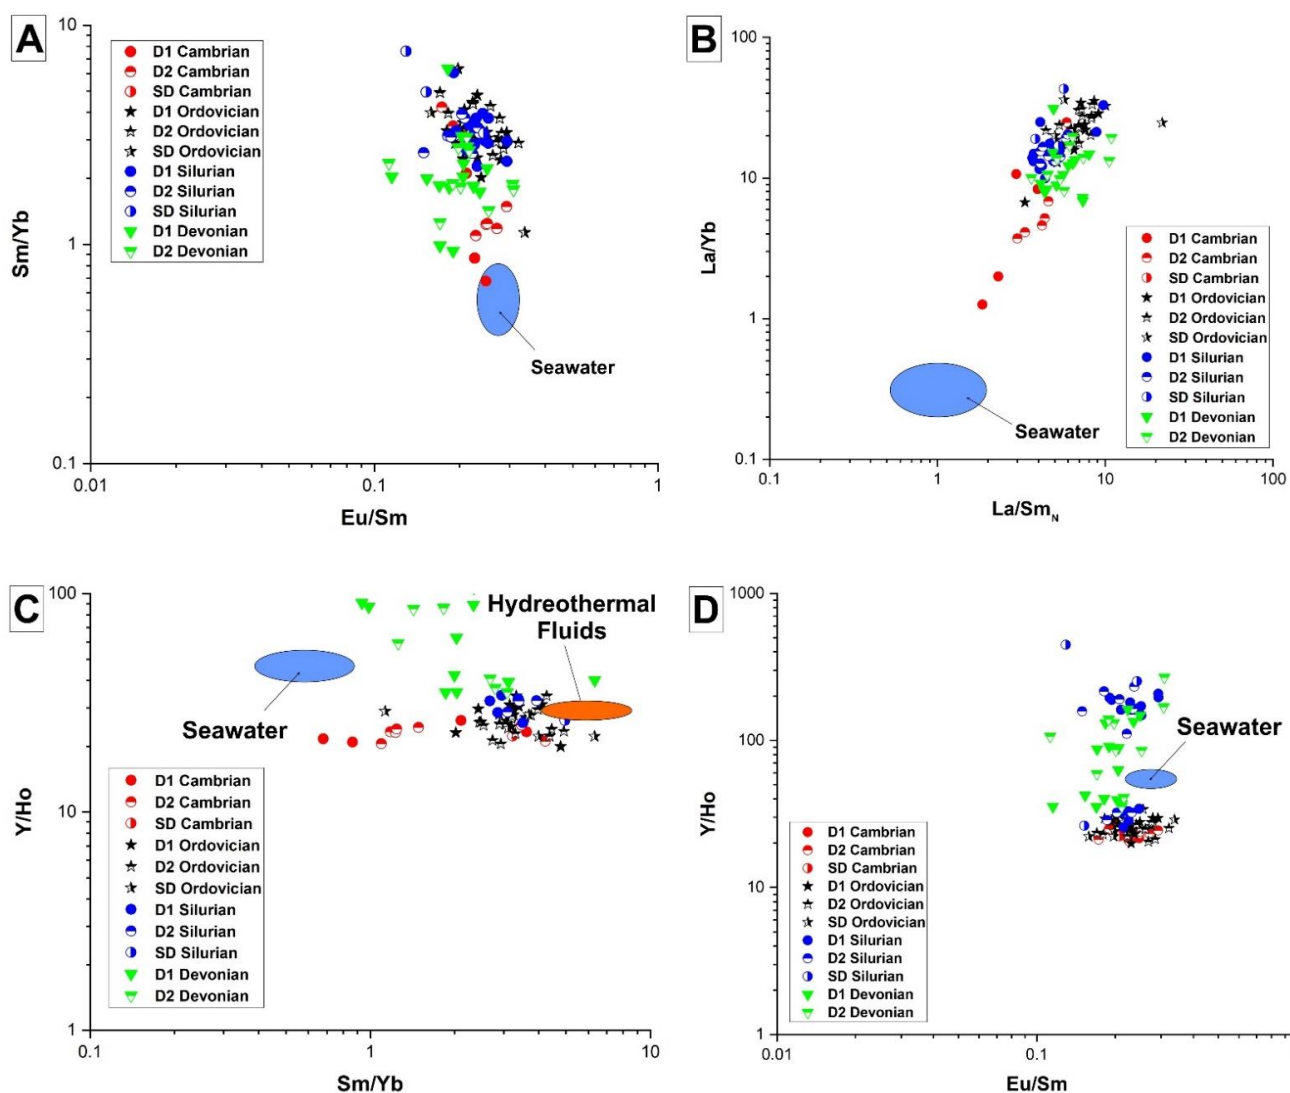 A
10
D1 Cambrian
D2 Cambrian
SD Cambrian
D1 Ordovician
D2 Ordovician
SD Ordovician
D1 Silurian
D2 Silurian
SD Silurian
D1 Devonian
D2 Devonian
Sm/Yb
1
Seawater
0.1
0.01
0.1
1
Eu/Sm
B
100
La/Yb
10
1
0.1
D1 Cambrian
D2 Cambrian
SD Cambrian
D1 Ordovician
D2 Ordovician
SD Ordovician
D1 Silurian
D2 Silurian
SD Silurian
D1 Devonian
D2 Devonian
Seawater
0.1
1
10
100
La/SmN
C
100
Hydreothermal
Fluids
Seawater
Y/Ho
10
D1 Cambrian
D2 Cambrian
SD Cambrian
D1 Ordovician
D2 Ordovician
SD Ordovician
D1 Silurian
D2 Silurian
SD Silurian
D1 Devonian
D2 Devonian
1
0.1
1
10
Sm/Yb
D
1000
Seawater
100
Y/Ho
10
D1 Cambrian
D2 Cambrian
SD Cambrian
D1 Ordovician
D2 Ordovician
SD Ordovician
D1 Silurian
D2 Silurian
SD Silurian
D1 Devonian
D2 Devonian
1
0.01
0.1
Eu/Sm